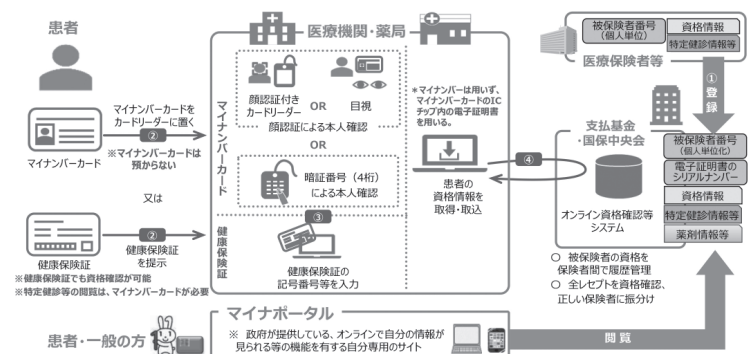 患者
マイナンバーカード
マイナンバーカードを
カードリーダーに置く
②
※マイナンバーカードは
預からない
又は
健康保険証
②
健康保険証
を提示
※健康保険証でも資格確認が可能
※特定健診等の閲覧は、マイナンバーカードが必要
医療機関・薬局
マイナンバーカード
顔認証付き
カードリーダー
OR
目視
顔認証による本人確認
OR
暗証番号（4桁）
による本人確認
健康保険証
③
健康保険証の
記号番号等を入力
＊マイナンバーは用いず、
マイナンバーカードのIC
チップ内の電子証明書
を用いる。
患者の
資格情報を
取得・取込
④
被保険者番号
（個人単位）
資格情報
特定健診情報等
医療保険者等
①
登録
支払基金
・国保中央会
オンライン資格確認等
システム
被保険者番号
（個人単位化）
電子証明書の
シリアルナンバー
資格情報
特定健診情報等
薬剤情報等
○ 被保険者の資格を
保険者間で履歴管理
○ 全レセプトを資格確認、
正しい保険者に振分け
患者・一般の方
マイナポータル
※ 政府が提供している、オンラインで自分の情報が
見られる等の機能を有する自分専用のサイト
閲覧